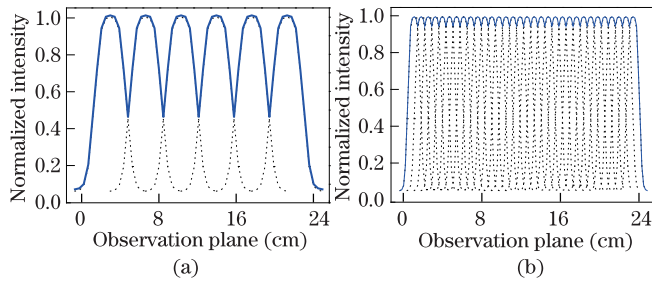 1.0
0.8
0.6
0.4
0.2
0.0
Normalized intensity
0 8 16 24
Observation plane (cm)
(a)
1.0
0.8
0.6
0.4
0.2
0.0
Normalized intensity
0 8 16 24
Observation plane (cm)
(b)